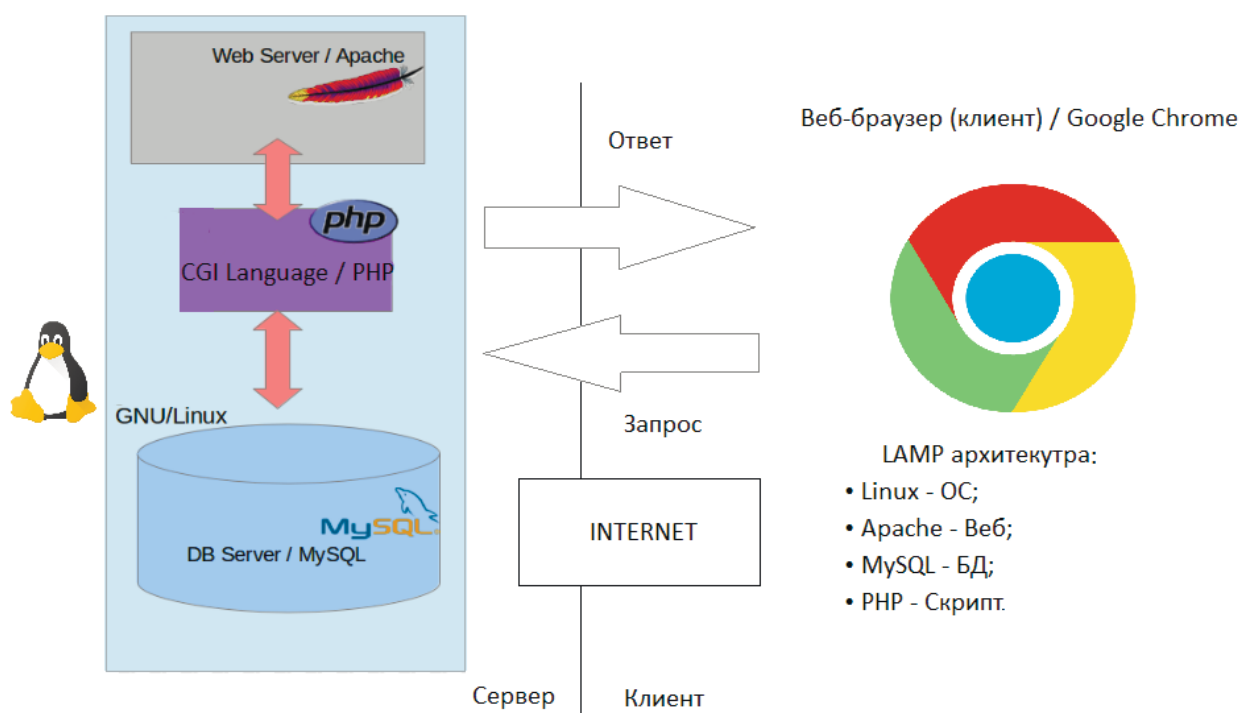 Web Server / Apache
php
CGI Language / PHP
GNU/Linux
MySQL
DB Server / MySQL
Ответ
Запрос
INTERNET
Сервер
Клиент
Веб-браузер (клиент) / Google Chrome
LAMP архитекутра:
• Linux - ОС;
• Apache - Веб;
• MySQL - БД;
• PHP - Скрипт.